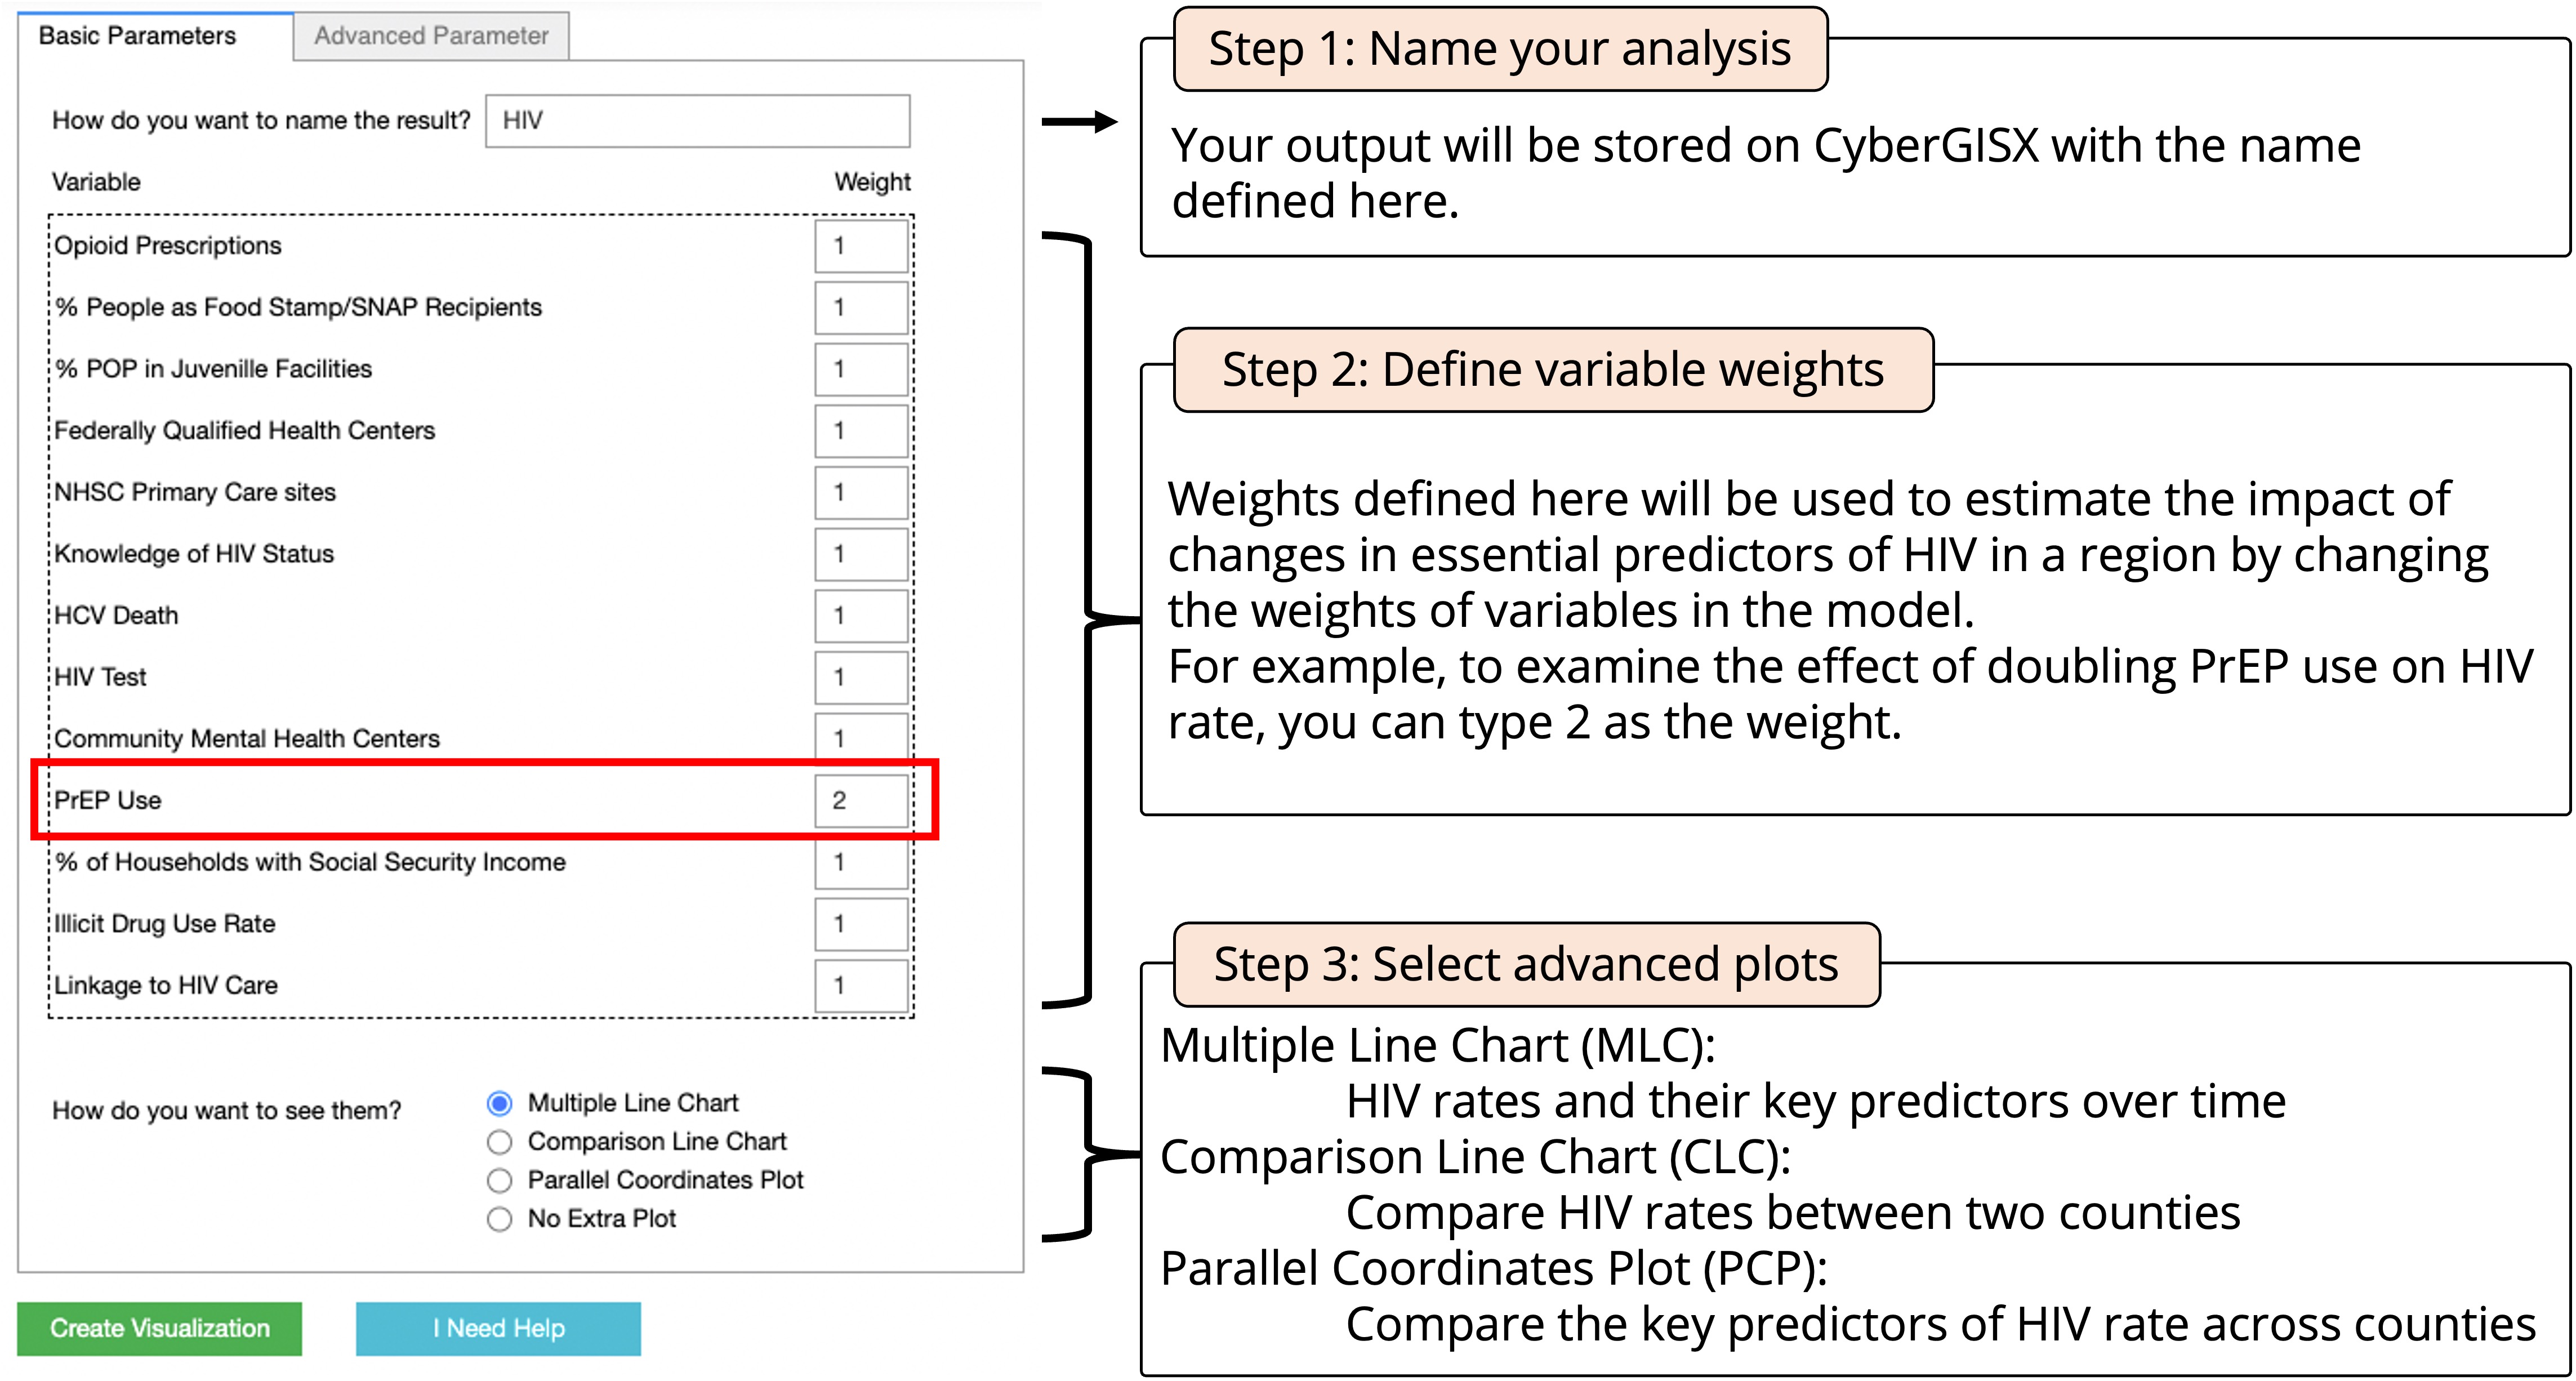 Basic Parameters
Advanced Parameter
How do you want to name the result?
HIV
Variable
Weight
Opioid Prescriptions
1
% People as Food Stamp/SNAP Recipients
1
% POP in Juvenille Facilities
1
Federally Qualified Health Centers
1
NHSC Primary Care sites
1
Knowledge of HIV Status
1
HCV Death
1
HIV Test
1
Community Mental Health Centers
1
PrEP Use
2
% of Households with Social Security Income
1
Illicit Drug Use Rate
1
Linkage to HIV Care
1
How do you want to see them?
Multiple Line Chart
Comparison Line Chart
Parallel Coordinates Plot
No Extra Plot
Create Visualization
I Need Help
Step 1: Name your analysis
Your output will be stored on CyberGISX with the name
defined here.
Step 2: Define variable weights
Weights defined here will be used to estimate the impact of
changes in essential predictors of HIV in a region by changing
the weights of variables in the model.
For example, to examine the effect of doubling PrEP use on HIV
rate, you can type 2 as the weight.
Step 3: Select advanced plots
Multiple Line Chart (MLC):
HIV rates and their key predictors over time
Comparison Line Chart (CLC):
Compare HIV rates between two counties
Parallel Coordinates Plot (PCP):
Compare the key predictors of HIV rate across counties